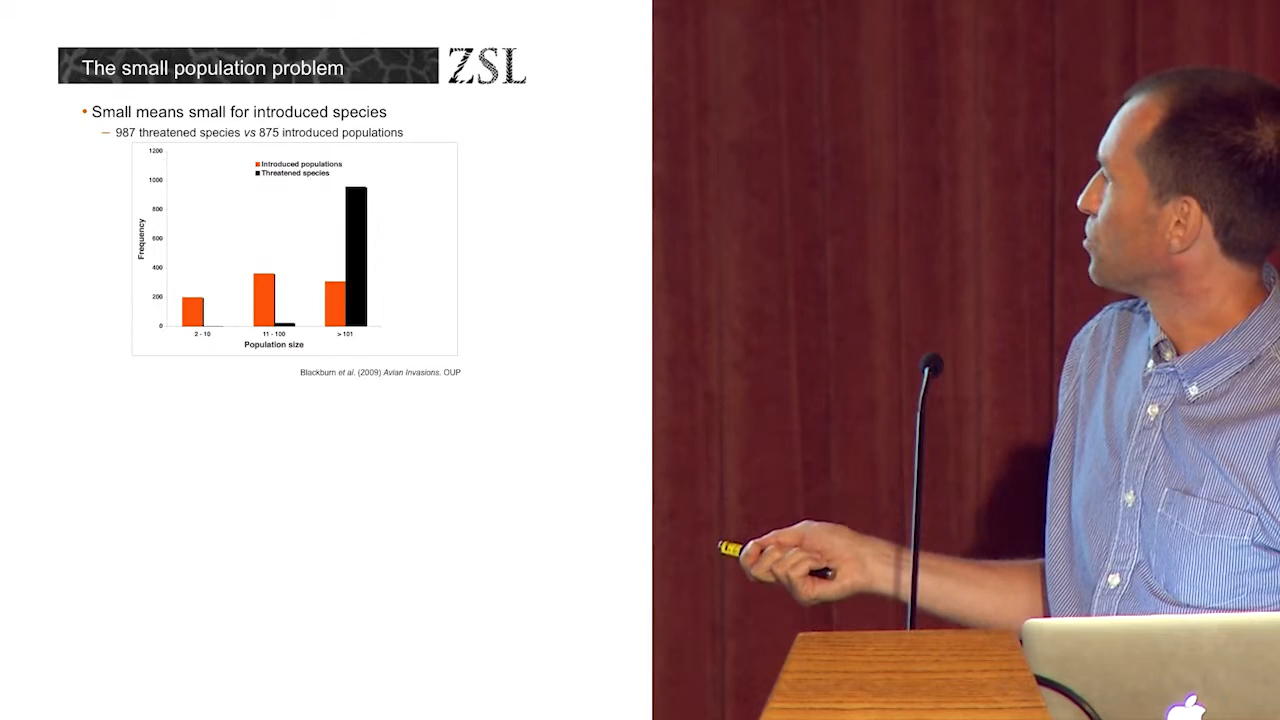 The small population problem
ZSL
• Small means small for introduced species
– 987 threatened species vs 875 introduced populations
1200
Introduced populations
Threatened species
1000
800
Frequency
600
400
200
0
2 - 10
11 - 100
> 101
Population size
Blackburn et al. (2009) Avian Invasions. OUP